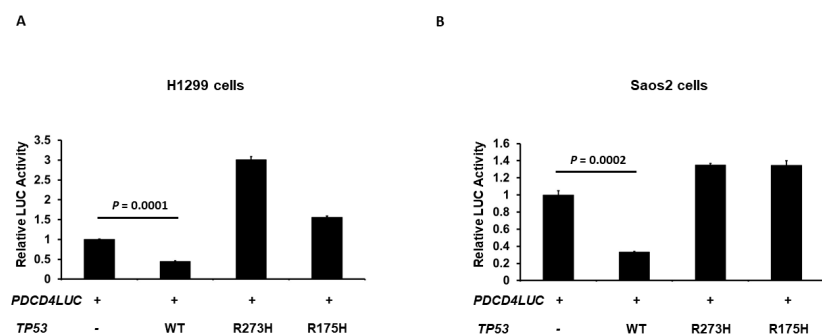 A
B
H1299 cells
Saos2 cells
Relative LUC Activity
3.5
3
2.5
2
1.5
1
0.5
0
P = 0.0001
PDCD4LUC + + + +
TP53 - WT R273H R175H
Relative LUC Activity
1.6
1.4
1.2
1
0.8
0.6
0.4
0.2
0
P = 0.0002
PDCD4LUC + + + +
TP53 - WT R273H R175H